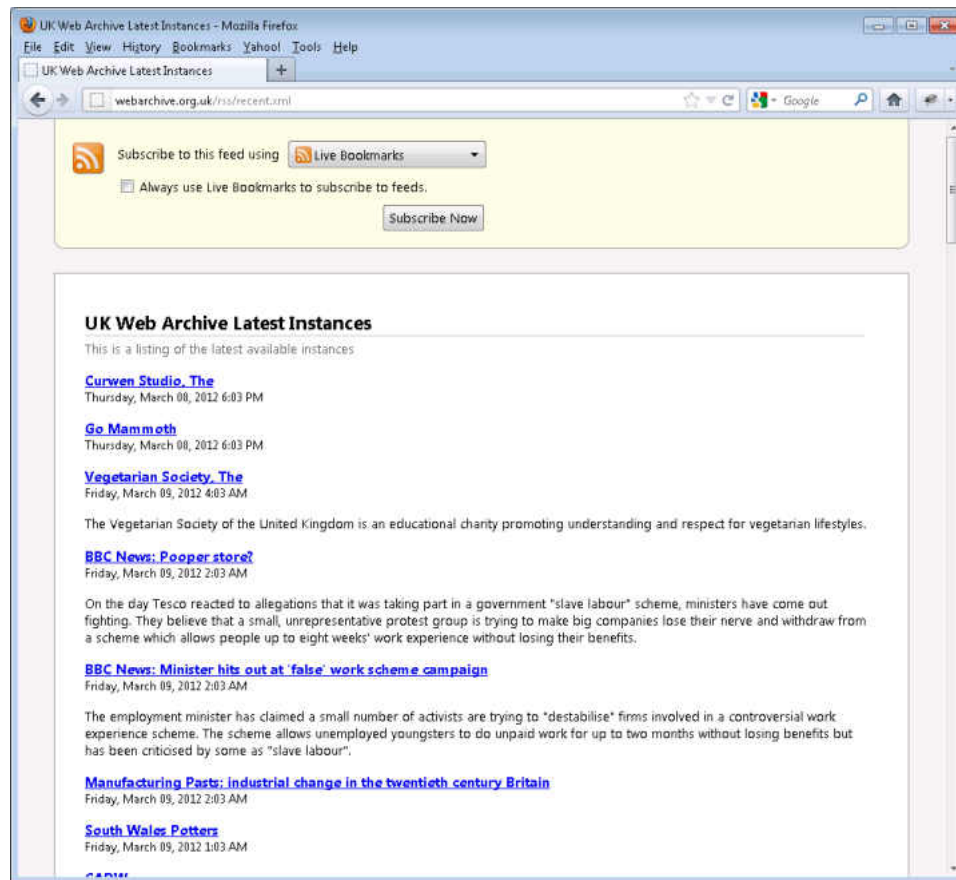 UK Web Archive Latest Instances - Mozilla Firefox
File Edit View History Bookmarks Yahoo! Tools Help
UK Web Archive Latest Instances +
webarchive.org.uk/rss/recent.xml Google
Subscribe to this feed using Live Bookmarks
Always use Live Bookmarks to subscribe to feeds.
Subscribe Now
UK Web Archive Latest Instances
This is a listing of the latest available instances
Curwen Studio, The
Thursday, March 08, 2012 6:03 PM
Go Mammoth
Thursday, March 08, 2012 6:03 PM
Vegetarian Society, The
Friday, March 09, 2012 4:03 AM
The Vegetarian Society of the United Kingdom is an educational charity promoting understanding and respect for vegetarian lifestyles.
BBC News: Pooper store?
Friday, March 09, 2012 2:03 AM
On the day Tesco reacted to allegations that it was taking part in a government "slave labour" scheme, ministers have come out
fighting. They believe that a small, unrepresentative protest group is trying to make big companies lose their nerve and withdraw from
a scheme which allows people up to eight weeks' work experience without losing their benefits.
BBC News: Minister hits out at 'false' work scheme campaign
Friday, March 09, 2012 2:03 AM
The employment minister has claimed a small number of activists are trying to "destabilise" firms involved in a controversial work
experience scheme. The scheme allows unemployed youngsters to do unpaid work for up to two months without losing benefits but
has been criticised by some as "slave labour".
Manufacturing Pasts: industrial change in the twentieth century Britain
Friday, March 09, 2012 2:03 AM
South Wales Potters
Friday, March 09, 2012 1:03 AM